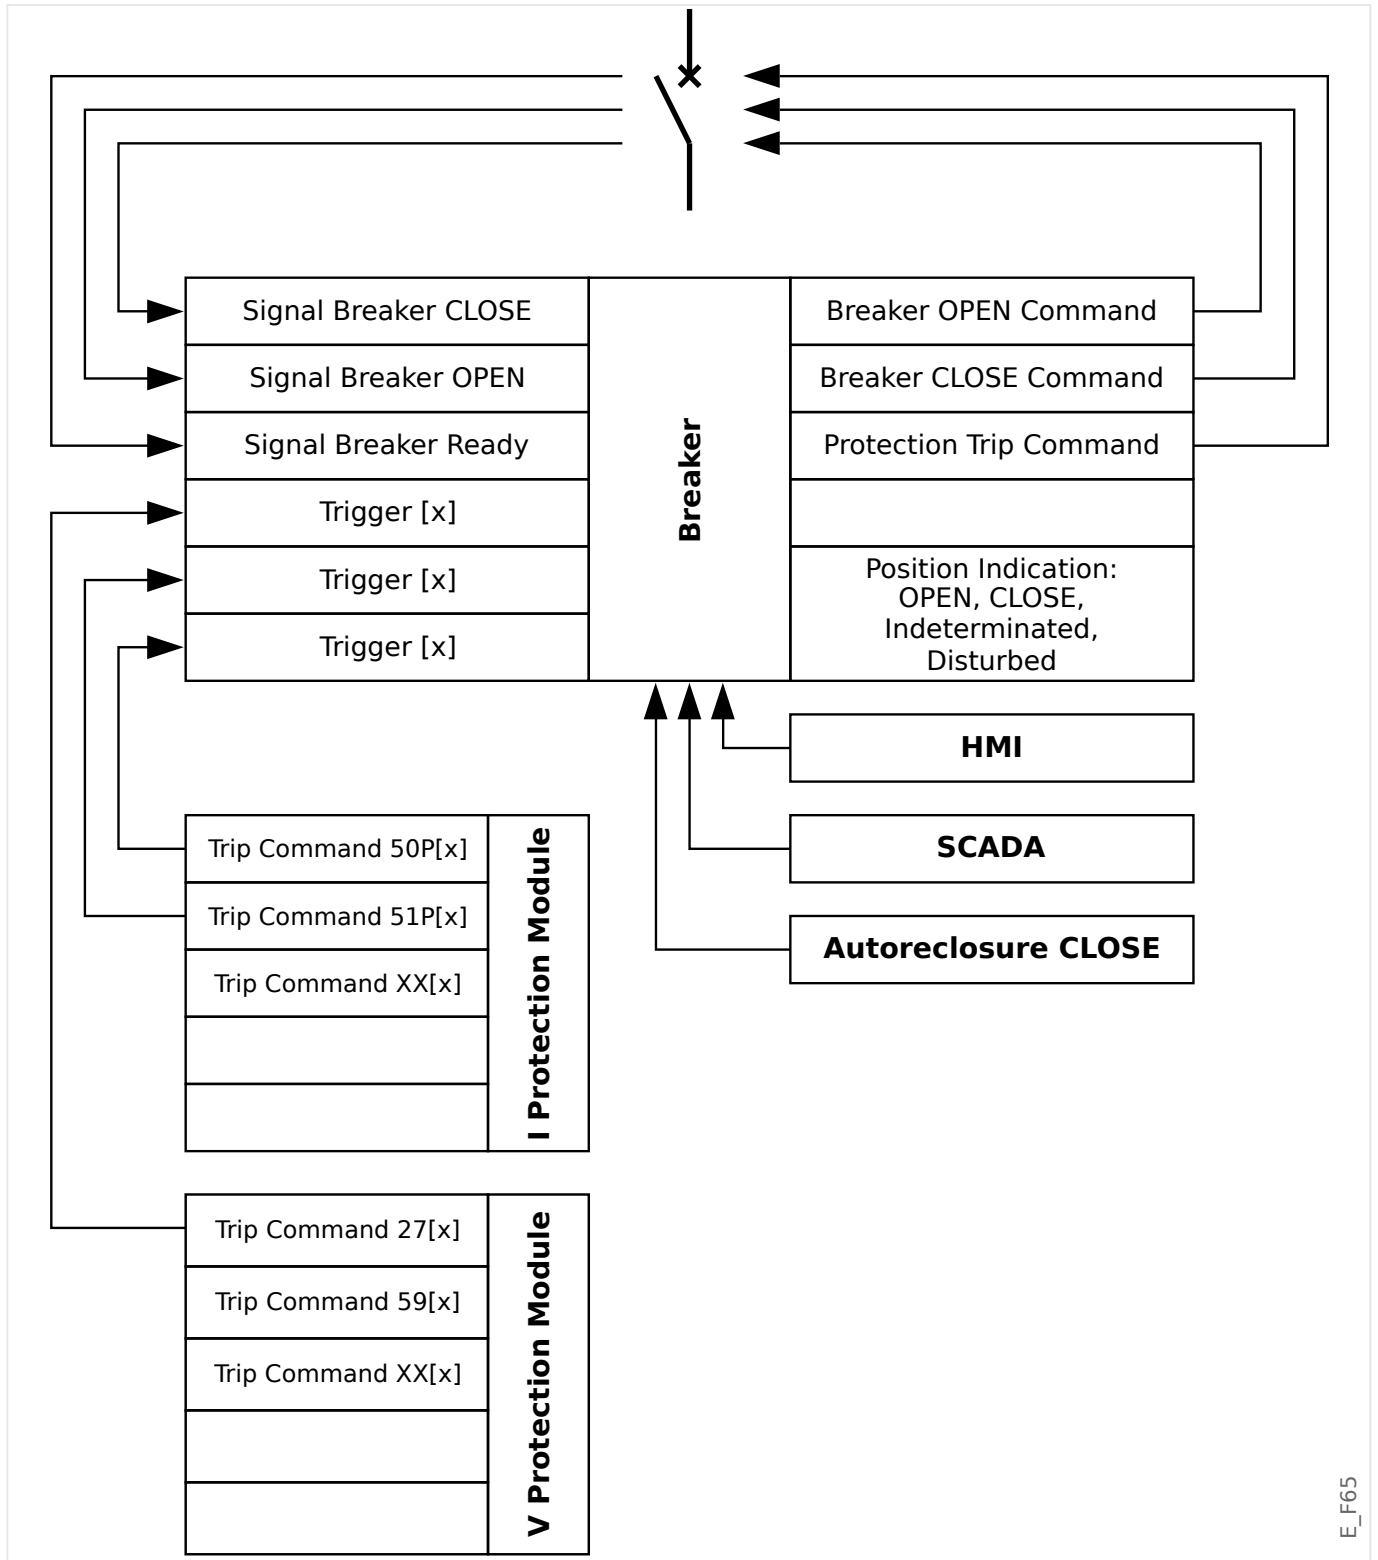 Signal Breaker CLOSE
Signal Breaker OPEN
Signal Breaker Ready
Trigger [x]
Trigger [x]
Trigger [x]
Breaker
Breaker OPEN Command
Breaker CLOSE Command
Protection Trip Command
Position Indication:
OPEN, CLOSE,
Indeterminated,
Disturbed
HMI
SCADA
Autoreclosure CLOSE
Trip Command 50P[x]
Trip Command 51P[x]
Trip Command XX[x]
I Protection Module
Trip Command 27[x]
Trip Command 59[x]
Trip Command XX[x]
V Protection Module
E_F65